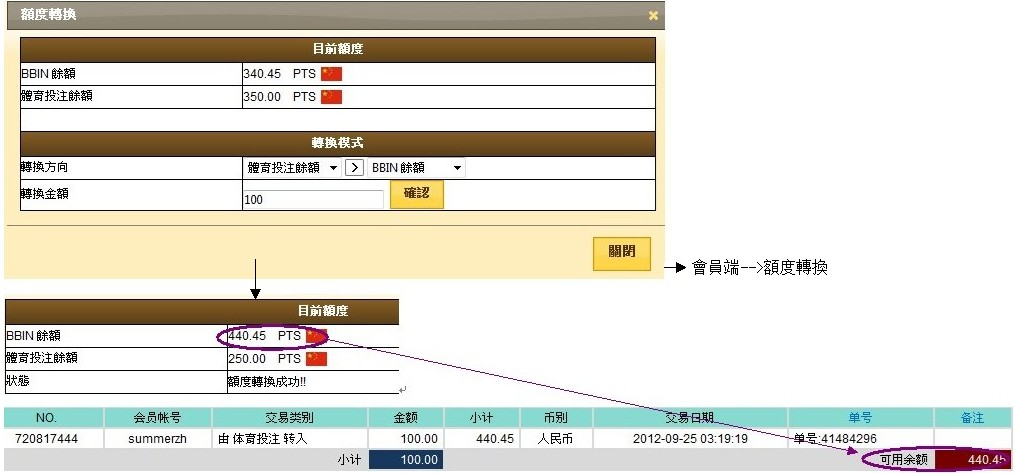 額度轉換
目前額度
BBIN 餘額 340.45 PTS
體育投注餘額 350.00 PTS
轉換模式
轉換方向 體育投注餘額 > BBIN 餘額
轉換金額 100 確認
關閉
會員端-->額度轉換
目前額度
BBIN 餘額 440.45 PTS
體育投注餘額 250.00 PTS
狀態 額度轉換成功!!
NO. 会员帐号 交易类别 金额 小计 币别 交易日期 单号 备注
720817444 summerzh 由 体育投注 转入 100.00 440.45 人民币 2012-09-25 03:19:19 单号:41484296
小计 100.00 可用余额 440.45